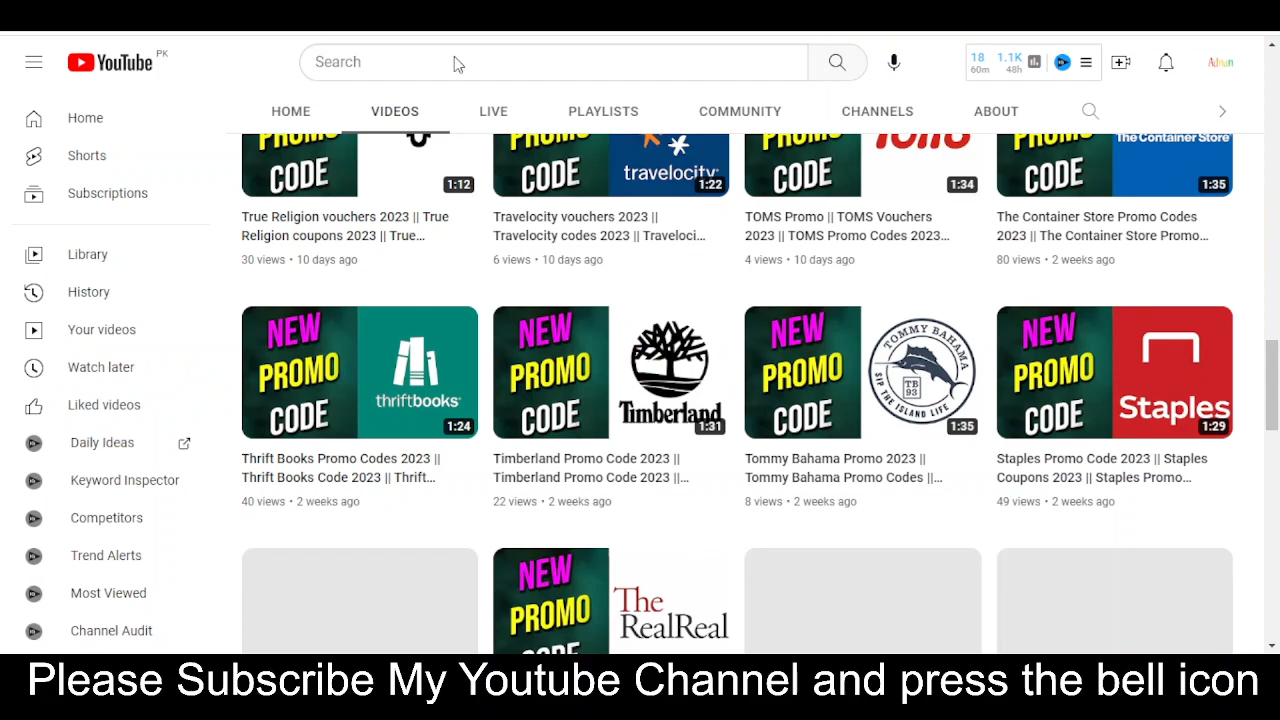 YouTube PK
Search
18 1.1K
60m 48h
Adnan
HOME VIDEOS LIVE PLAYLISTS COMMUNITY CHANNELS ABOUT
Home
Shorts
Subscriptions
Library
History
Your videos
Watch later
Liked videos
Daily Ideas
Keyword Inspector
Competitors
Trend Alerts
Most Viewed
Channel Audit
CODE
1:12
True Religion vouchers 2023 || True
Religion coupons 2023 || True...
30 views • 10 days ago
CODE
travelocity
1:22
Travelocity vouchers 2023 ||
Travelocity codes 2023 || Traveloci...
6 views • 10 days ago
CODE
1:34
TOMS Promo || TOMS Vouchers
2023 || TOMS Promo Codes 2023...
4 views • 10 days ago
CODE
The Container Store
1:35
The Container Store Promo Codes
2023 || The Container Store Promo...
80 views • 2 weeks ago
NEW
PROMO
CODE
thriftbooks
1:24
Thrift Books Promo Codes 2023 ||
Thrift Books Code 2023 || Thrift...
40 views • 2 weeks ago
NEW
PROMO
CODE
Timberland
1:31
Timberland Promo Code 2023 ||
Timberland Promo Code 2023 ||...
22 views • 2 weeks ago
NEW
PROMO
CODE
TOMMY BAHAMA
TB
93
SIP THE ISLAND LIFE
1:35
Tommy Bahama Promo 2023 ||
Tommy Bahama Promo Codes ||...
8 views • 2 weeks ago
NEW
PROMO
CODE
Staples
1:29
Staples Promo Code 2023 || Staples
Coupons 2023 || Staples Promo...
49 views • 2 weeks ago
NEW
PROMO
The
RealReal
Please Subscribe My Youtube Channel and press the bell icon